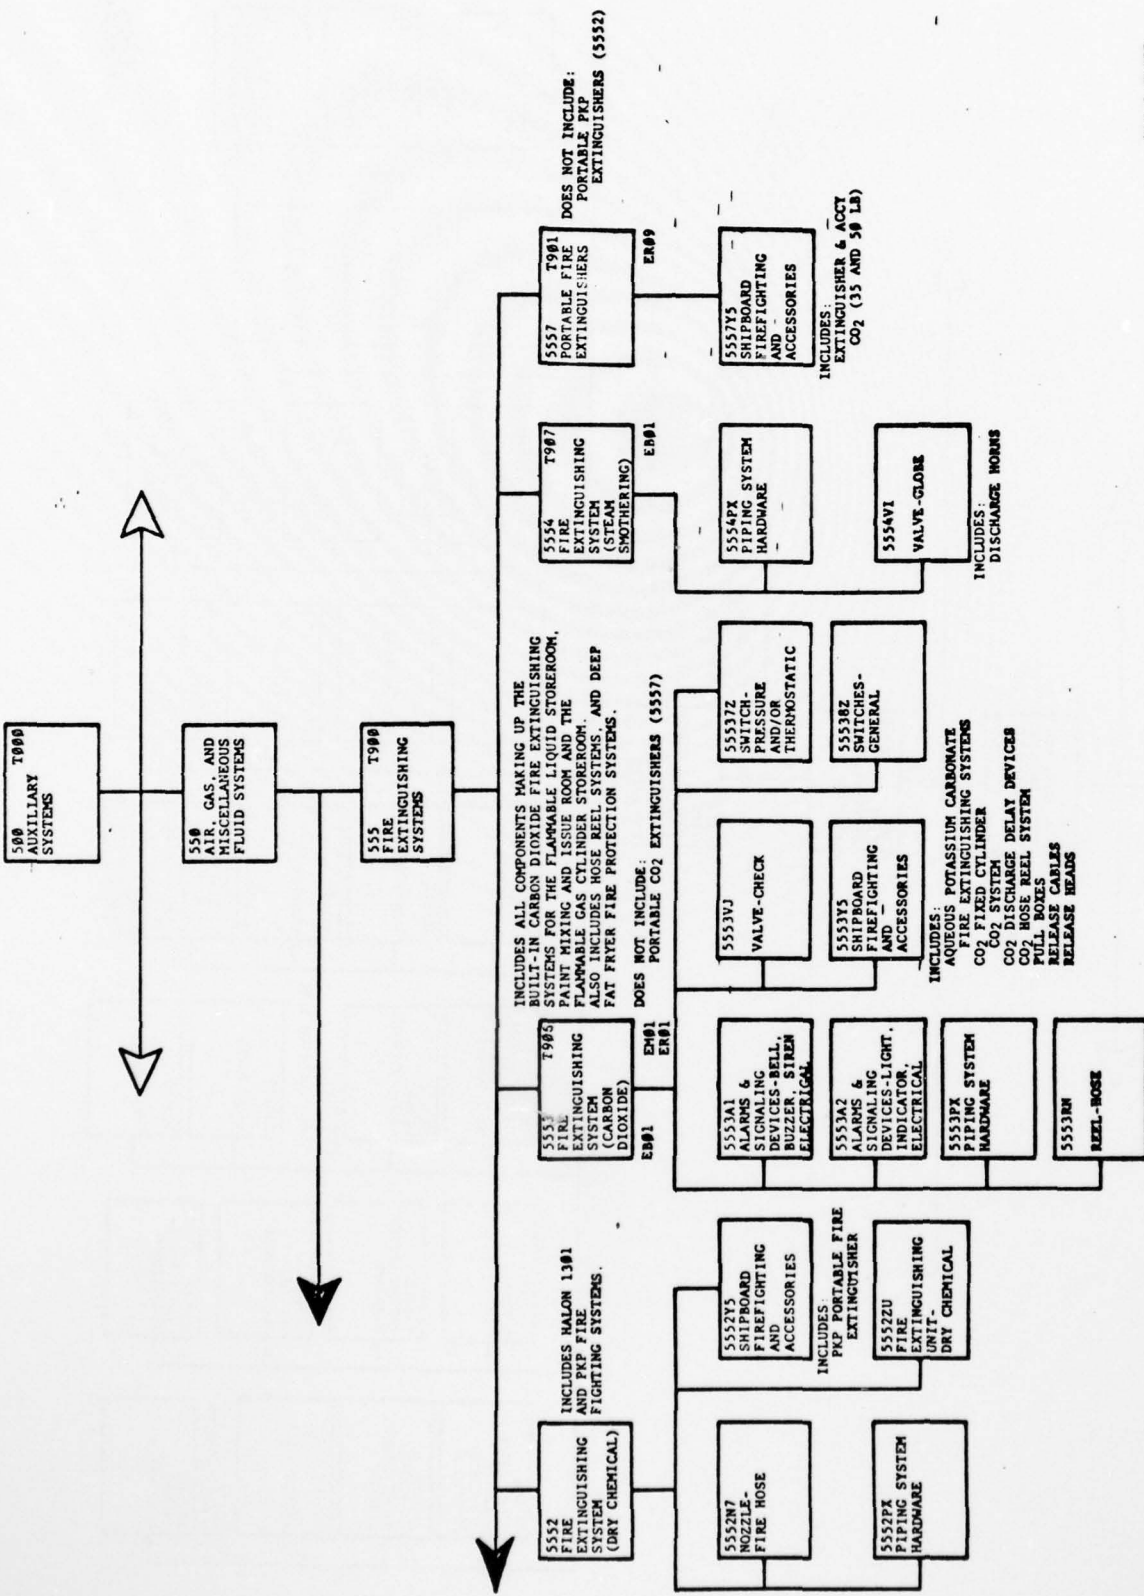 500 T000
AUXILIARY
SYSTEMS
550
AIR, GAS, AND
MISCELLANEOUS
FLUID SYSTEMS
555 T900
FIRE
EXTINGUISHING
SYSTEMS
5552
FIRE
EXTINGUISHING
SYSTEM
(DRY CHEMICAL)
INCLUDES HALON 1301
AND PKP FIRE
FIGHTING SYSTEMS.
5552N7
NOZZLE-
FIRE HOSE
5552PX
PIPING SYSTEM
HARDWARE
5552Y5
SHIPBOARD
FIREFIGHTING
AND
ACCESSORIES
INCLUDES:
PKP PORTABLE FIRE
EXTINGUISHER
5552ZU
FIRE
EXTINGUISHING
UNIT-
DRY CHEMICAL
5553 T905
FIRE
EXTINGUISHING
SYSTEM
(CARBON
DIOXIDE)
EB01 EM01
ER01
INCLUDES ALL COMPONENTS MAKING UP THE
BUILT-IN CARBON DIOXIDE FIRE EXTINGUISHING
SYSTEMS FOR THE FLAMMABLE LIQUID STOREROOM,
PAINT MIXING AND ISSUE ROOM AND THE
FLAMMABLE GAS CYLINDER STOREROOM.
ALSO INCLUDES HOSE REEL SYSTEMS, AND DEEP
FAT FRYER FIRE PROTECTION SYSTEMS.
DOES NOT INCLUDE:
PORTABLE CO2 EXTINGUISHERS (5557)
5553A1
ALARMS &
SIGNALING
DEVICES-BELL,
BUZZER, SIREN
ELECTRICAL
5553A2
ALARMS &
SIGNALING
DEVICES-LIGHT,
INDICATOR,
ELECTRICAL
5553PX
PIPING SYSTEM
HARDWARE
5553RN
REEL-HOSE
5553VJ
VALVE-CHECK
5553Y5
SHIPBOARD
FIREFIGHTING
AND
ACCESSORIES
INCLUDES:
AQUEOUS POTASSIUM CARBONATE
FIRE EXTINGUISHING SYSTEMS
CO2 FIXED CYLINDER
CO2 SYSTEM
CO2 DISCHARGE DELAY DEVICES
CO2 HOSE REEL SYSTEM
PULL BOXES
RELEASE CABLES
RELEASE HEADS
55537Z
SWITCH-
PRESSURE
AND/OR
THERMOSTATIC
55538Z
SWITCHES-
GENERAL
5554 T907
FIRE
EXTINGUISHING
SYSTEM
(STEAM
SMOTHERING)
EB01
5554PX
PIPING SYSTEM
HARDWARE
5554VI
VALVE-GLOBE
INCLUDES:
DISCHARGE HORNS
5557 T901
PORTABLE FIRE
EXTINGUISHERS
ER09
DOES NOT INCLUDE:
PORTABLE PKP
EXTINGUISHERS (5552)
5557Y5
SHIPBOARD
FIREFIGHTING
AND
ACCESSORIES
INCLUDES:
EXTINGUISHER & ACCY
CO2 (35 AND 50 LB)